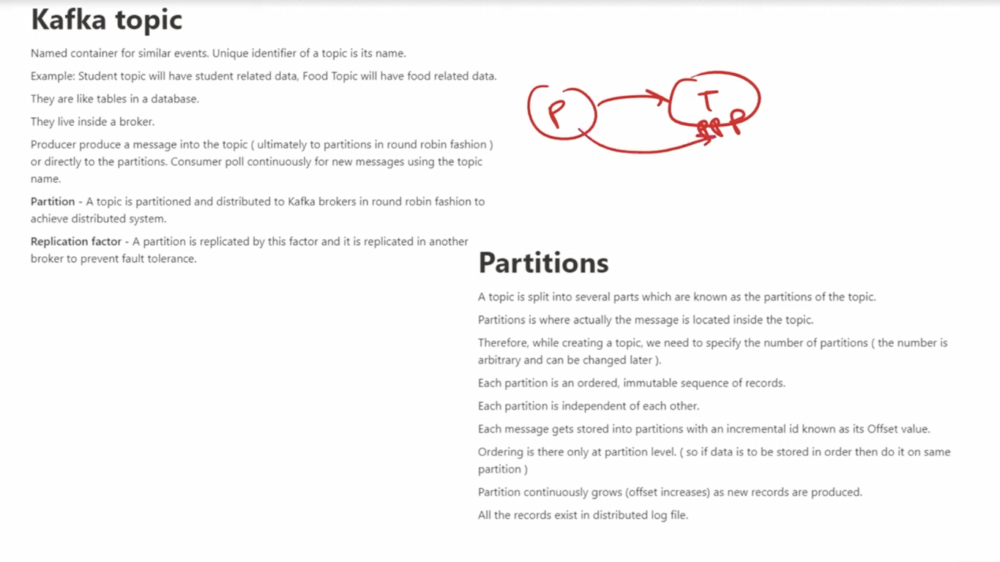 Kafka topic
Named container for similar events. Unique identifier of a topic is its name.
Example: Student topic will have student related data, Food Topic will have food related data.
They are like tables in a database.
They live inside a broker.
Producer produce a message into the topic ( ultimately to partitions in round robin fashion )
or directly to the partitions. Consumer poll continuously for new messages using the topic
name.
Partition - A topic is partitioned and distributed to Kafka brokers in round robin fashion to
achieve distributed system.
Replication factor - A partition is replicated by this factor and it is replicated in another
broker to prevent fault tolerance.
P
T
P P P
Partitions
A topic is split into several parts which are known as the partitions of the topic.
Partitions is where actually the message is located inside the topic.
Therefore, while creating a topic, we need to specify the number of partitions ( the number is
arbitrary and can be changed later ).
Each partition is an ordered, immutable sequence of records.
Each partition is independent of each other.
Each message gets stored into partitions with an incremental id known as its Offset value.
Ordering is there only at partition level. ( so if data is to be stored in order then do it on same
partition )
Partition continuously grows (offset increases) as new records are produced.
All the records exist in distributed log file.